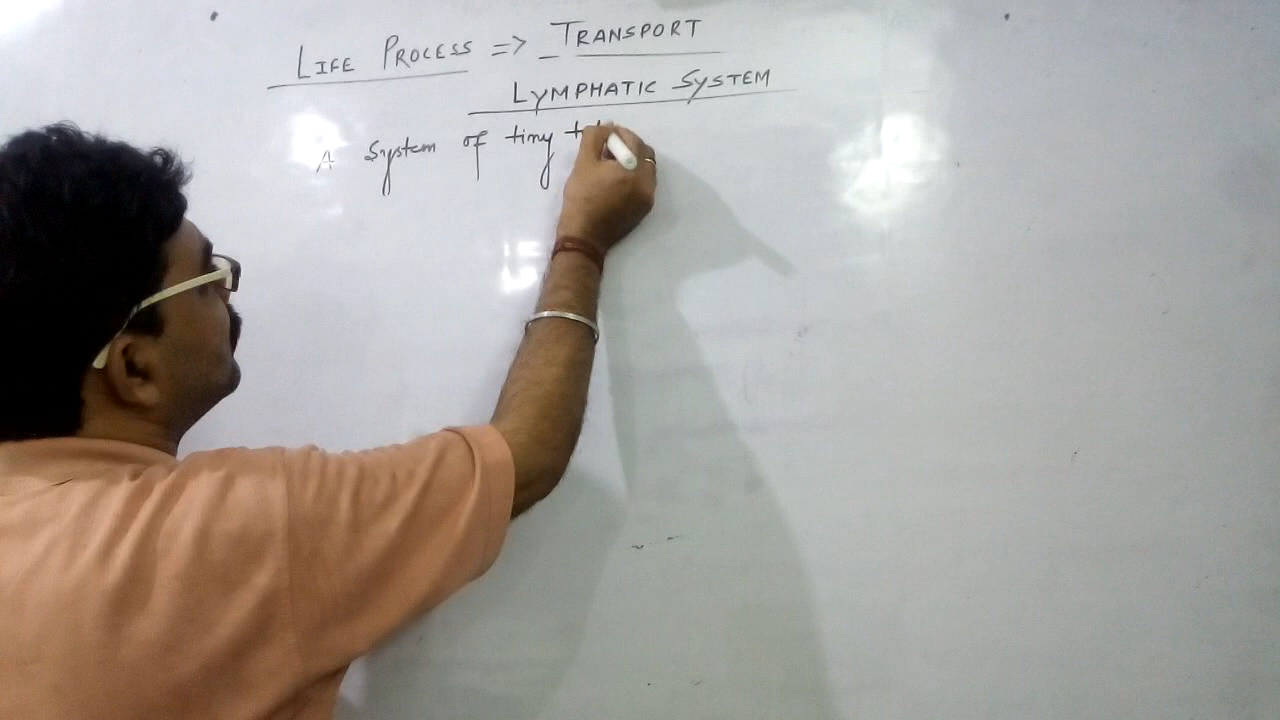 LIFE PROCESS => TRANSPORT
LYMPHATIC SYSTEM
A System of tiny